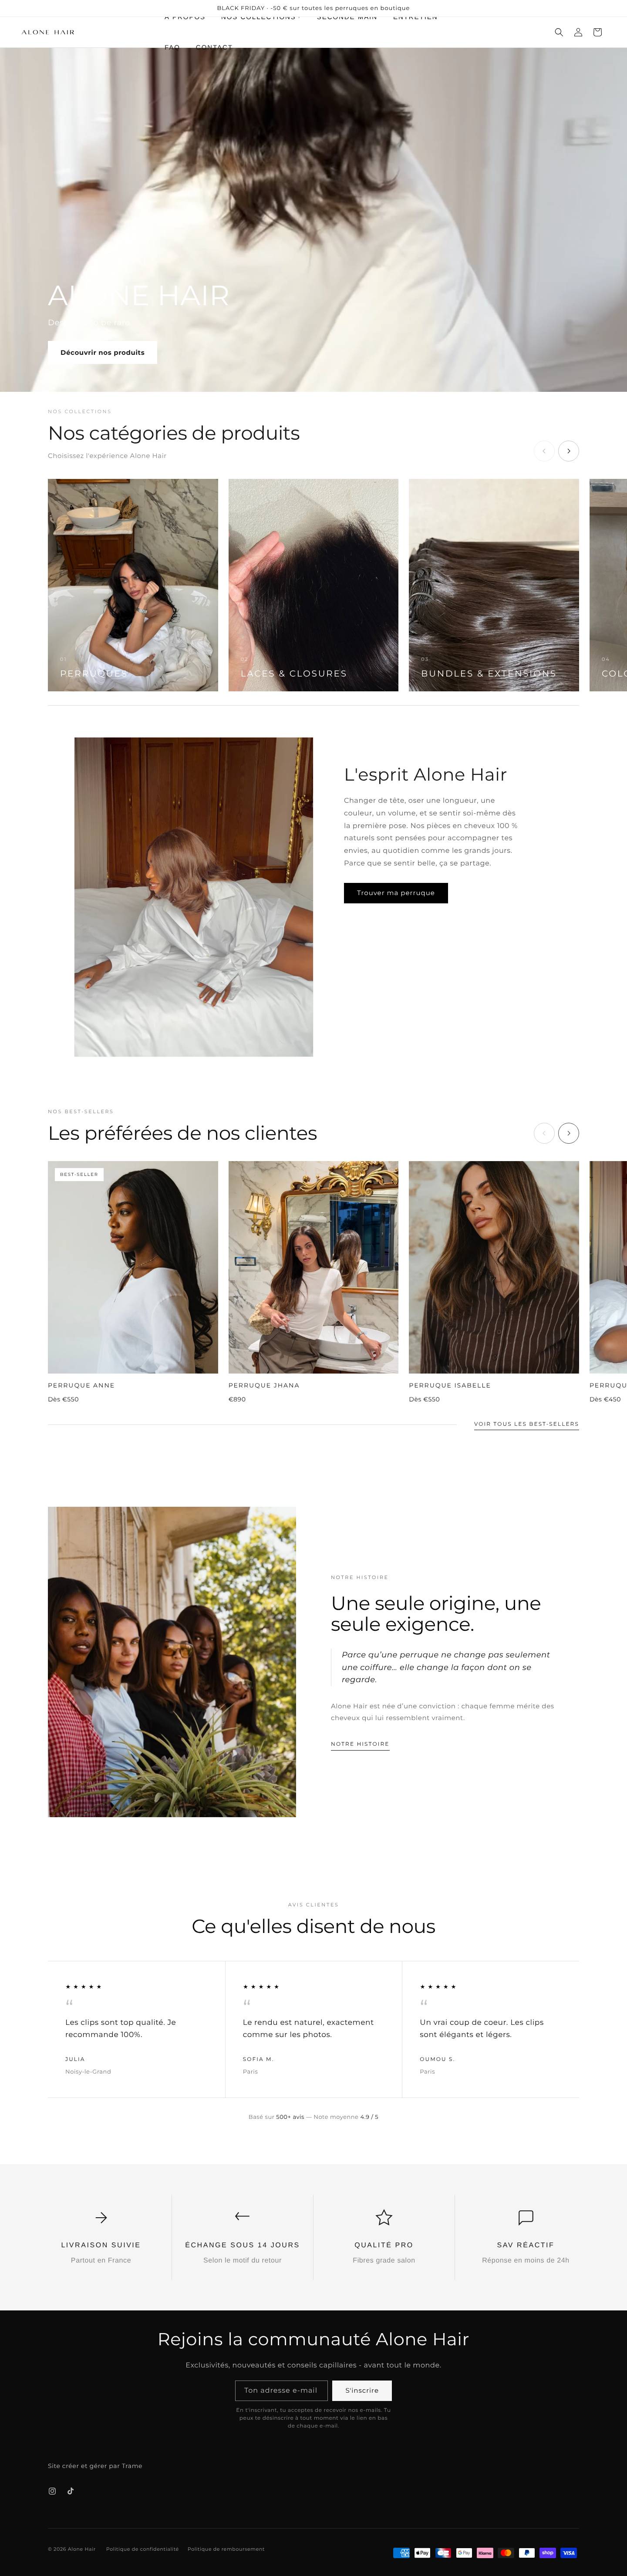 BLACK FRIDAY - -50 € sur toutes les perruques en boutique
ALONE HAIR
À PROPOS NOS COLLECTIONS SECONDE MAIN ENTRETIEN
FAQ CONTACT
ALONE HAIR
Découvrir nos produits
NOS COLLECTIONS
Nos catégories de produits
Choisissez l'expérience Alone Hair
01
PERRUQUES
LACES & CLOSURES
03
BUNDLES & EXTENSIONS
04
L'esprit Alone Hair
Changer de tête, oser une longueur, une
couleur, un volume, et se sentir soi-même dès
la première pose. Nos pièces en cheveux 100 %
naturels sont pensées pour accompagner tes
envies, au quotidien comme les grands jours.
Parce que se sentir belle, ça se partage.
Trouver ma perruque
NOS BEST-SELLERS
Les préférées de nos clientes
BEST-SELLER
PERRUQUE ANNE
Dès €550
PERRUQUE JHANA
€890
PERRUQUE ISABELLE
Dès €550
PERRUQU
Dès €450
VOIR TOUS LES BEST-SELLERS
NOTRE HISTOIRE
Une seule origine, une
seule exigence.
Parce qu'une perruque ne change pas seulement
une coiffure... elle change la façon dont on se
regarde.
Alone Hair est née d'une conviction : chaque femme mérite des
cheveux qui lui ressemblent vraiment.
NOTRE HISTOIRE
AVIS CLIENTES
Ce qu'elles disent de nous
★★★★★
“
Les clips sont top qualité. Je
recommande 100%.
JULIA
Noisy-le-Grand
★★★★★
“
Le rendu est naturel, exactement
comme sur les photos.
SOFIA M.
Paris
★★★★★
“
Un vrai coup de coeur. Les clips
sont élégants et légers.
OUMOU S.
Paris
Basé sur 500+ avis — Note moyenne 4.9 / 5
LIVRAISON SUIVIE
Partout en France
ÉCHANGE SOUS 14 JOURS
Selon le motif du retour
QUALITÉ PRO
Fibres grade salon
SAV RÉACTIF
Réponse en moins de 24h
Rejoins la communauté Alone Hair
Exclusivités, nouveautés et conseils capillaires - avant tout le monde.
Ton adresse e-mail
S'inscrire
En t'inscrivant, tu acceptes de recevoir nos e-mails. Tu
peux te désinscrire à tout moment via le lien en bas
de chaque e-mail.
Site créer et gérer par Trame
© 2026 Alone Hair Politique de confidentialité Politique de remboursement
Pay G Pay Klarna. PayPal shop VISA